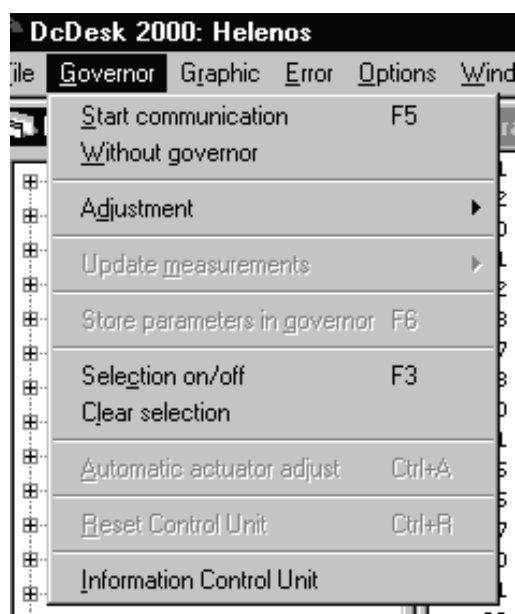 DcDesk 2000: Helenos
ile Governor Graphic Error Options Wind
Start communication F5
Without governor
Adjustment
Update measurements
Store parameters in governor F6
Selection on/off F3
Clear selection
Automatic actuator adjust Ctrl+A
Reset Control Unit Ctrl+R
Information Control Unit